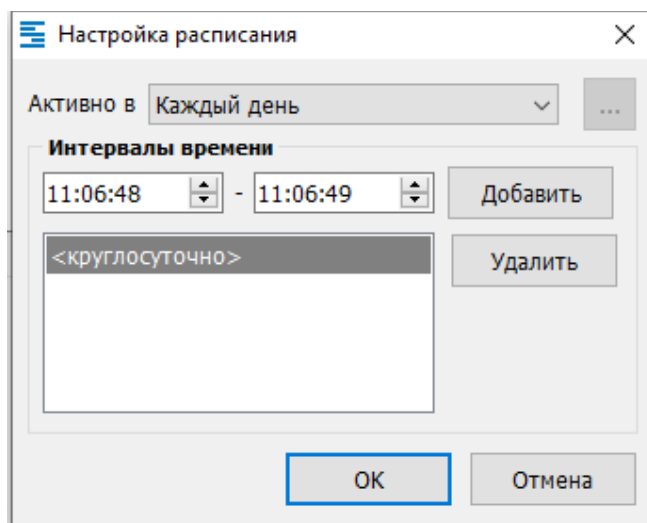 Настройка расписания
Активно в Каждый день ...
Интервалы времени
11:06:48 - 11:06:49 Добавить
<круглосуточно> Удалить
OK Отмена